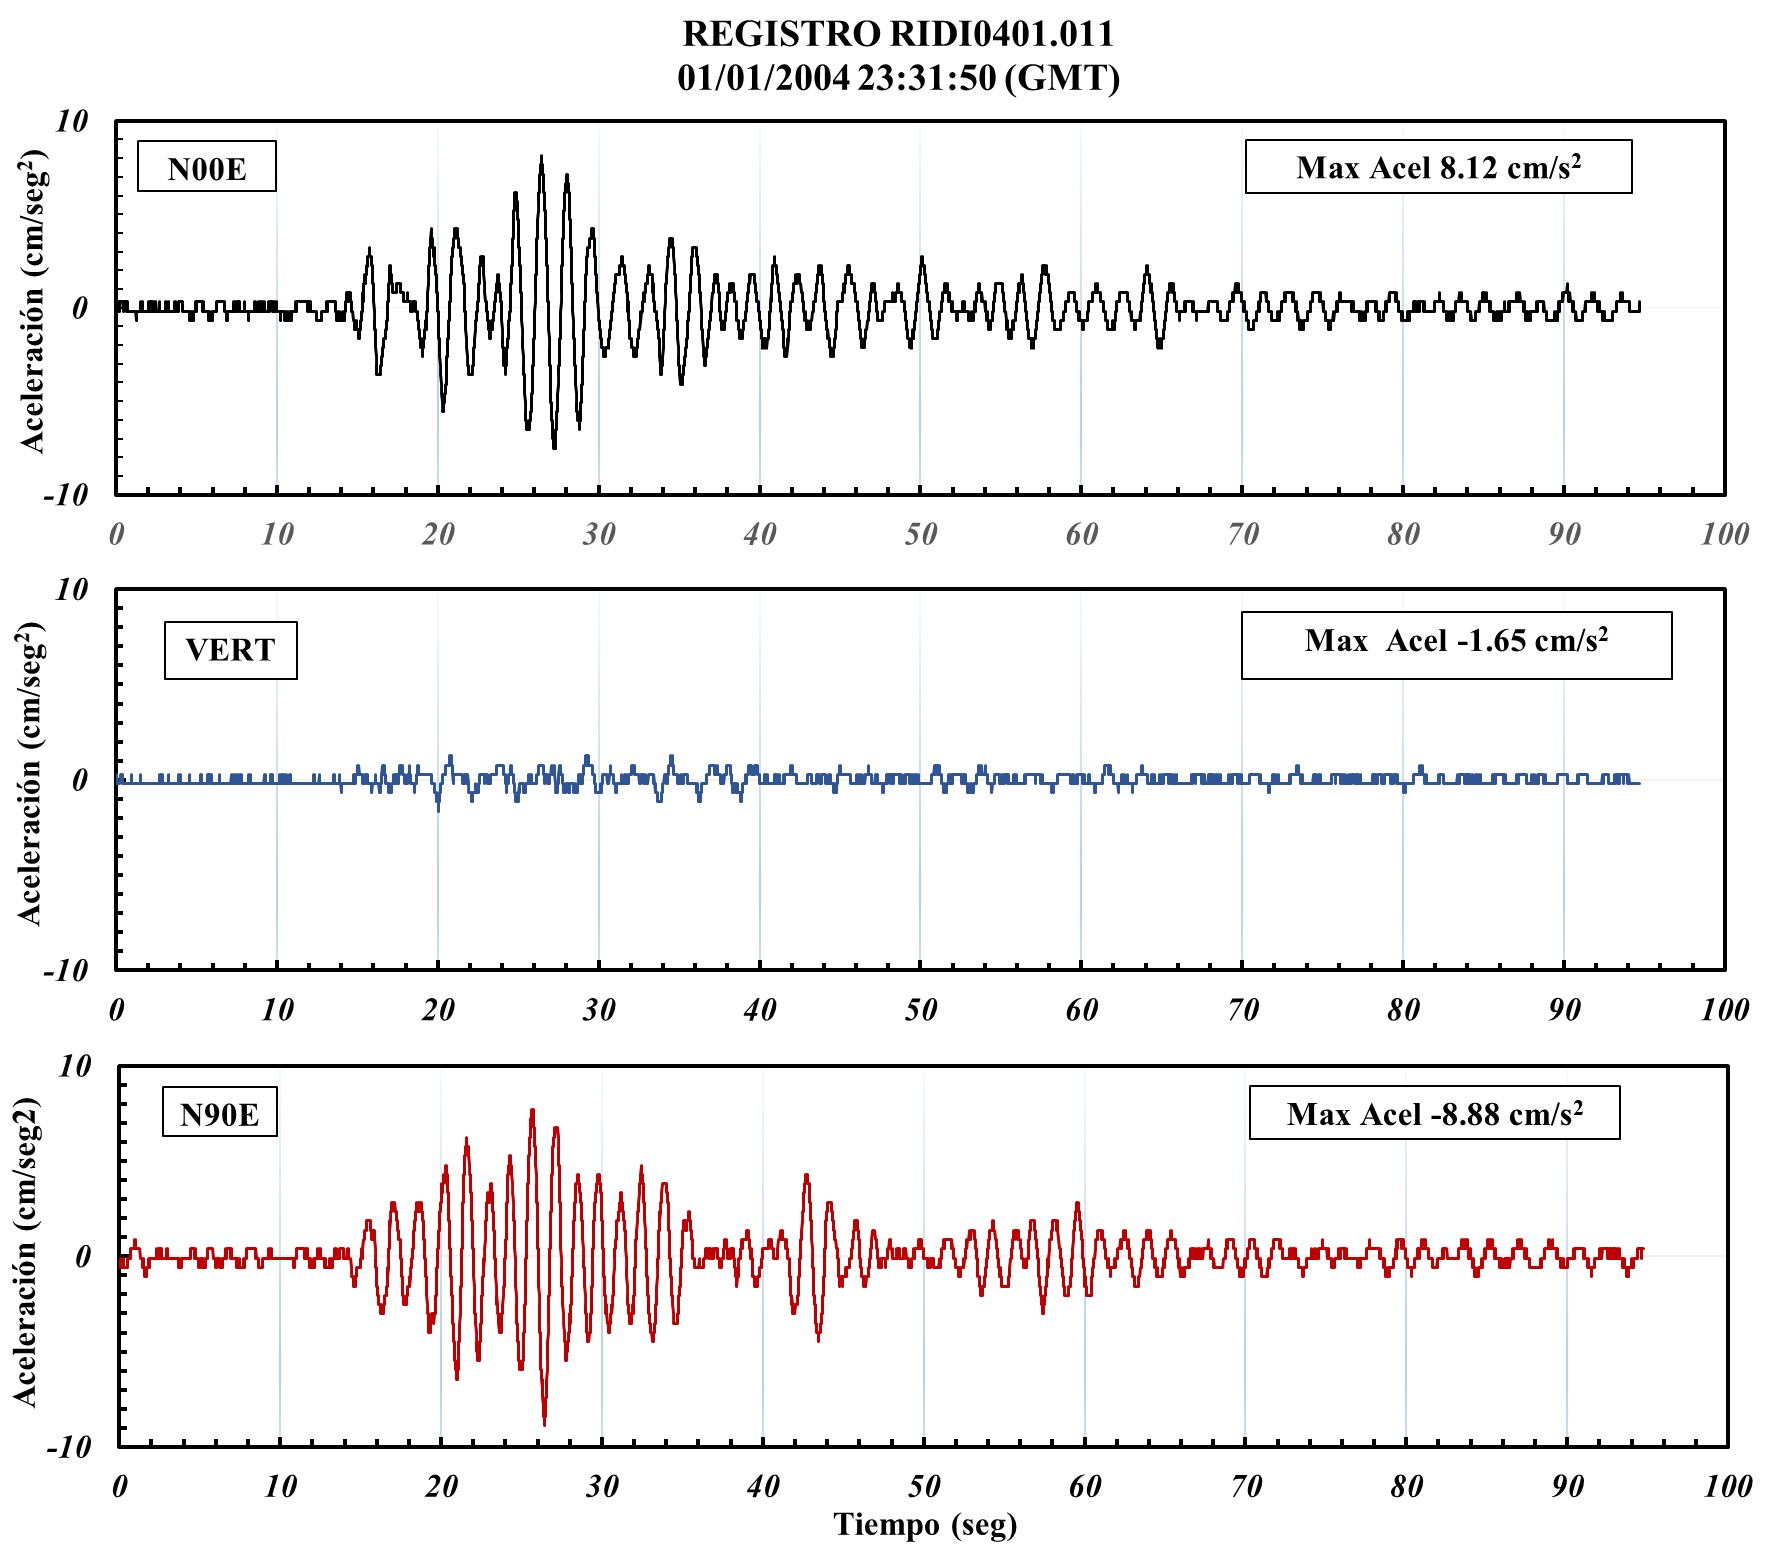 REGISTRO RIDI0401.011
01/01/2004 23:31:50 (GMT)
Aceleración (cm/seg²)
10
0
-10
N00E
Max Acel 8.12 cm/s²
0 10 20 30 40 50 60 70 80 90 100
Aceleración (cm/seg²)
10
0
-10
VERT
Max Acel -1.65 cm/s²
0 10 20 30 40 50 60 70 80 90 100
Aceleración (cm/seg2)
10
0
-10
N90E
Max Acel -8.88 cm/s²
0 10 20 30 40 50 60 70 80 90 100
Tiempo (seg)